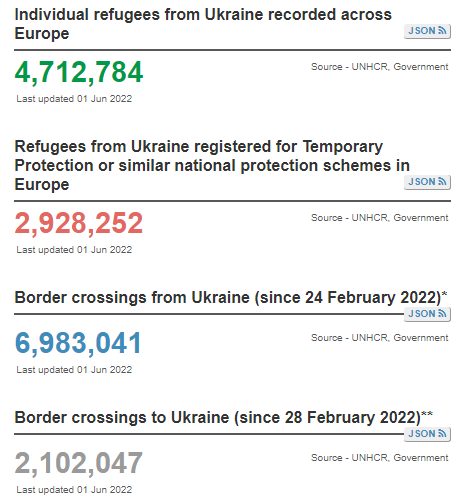 Individual refugees from Ukraine recorded across
Europe
JSON
4,712,784
Source - UNHCR, Government
Last updated 01 Jun 2022
Refugees from Ukraine registered for Temporary
Protection or similar national protection schemes in
Europe
JSON
2,928,252
Source - UNHCR, Government
Last updated 01 Jun 2022
Border crossings from Ukraine (since 24 February 2022)*
JSON
6,983,041
Source - UNHCR, Government
Last updated 01 Jun 2022
Border crossings to Ukraine (since 28 February 2022)**
JSON
2,102,047
Source - UNHCR, Government
Last updated 01 Jun 2022